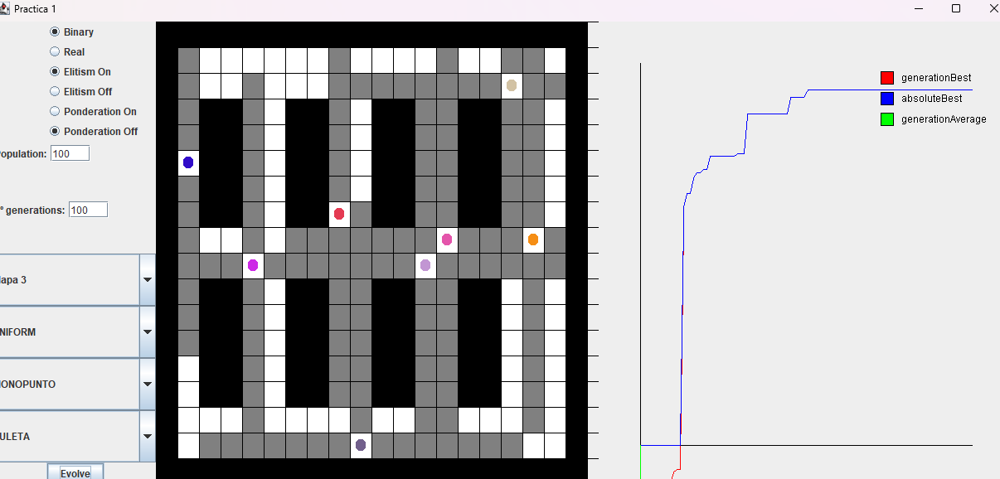 Practica 1
Binary
Real
Elitism On
Elitism Off
Ponderation On
Ponderation Off
opulation: 100
º generations: 100
apa 3
NIFORM
ONOPUNTO
ULETA
Evolve
generationBest
absoluteBest
generationAverage